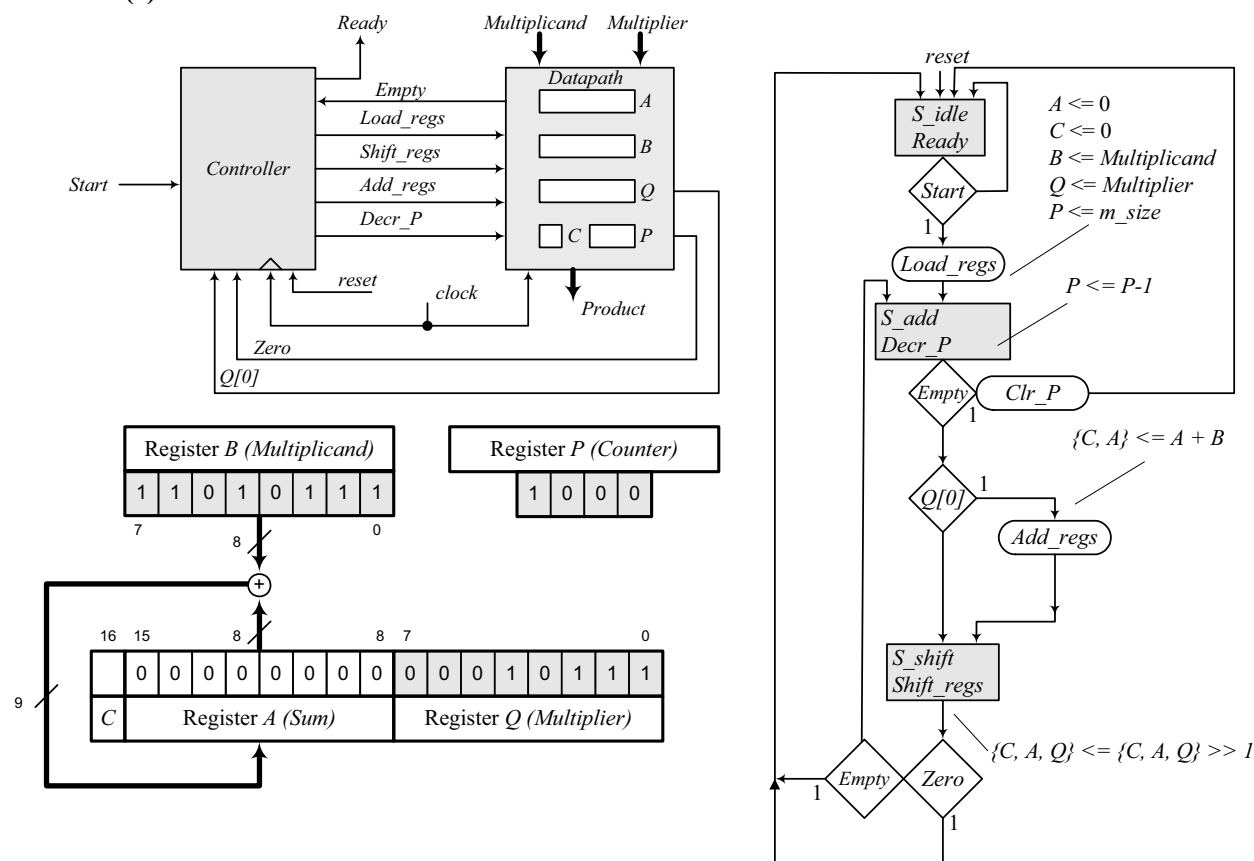 Ready
Multiplicand
Multiplier
Datapath
Empty
A
Load_regs
B
Shift_regs
Controller
Start
Add_regs
Q
Decr_P
C
P
reset
clock
Product
Zero
Q[0]
Register B (Multiplicand)
1 1 0 1 0 1 1 1
7
0
8
Register P (Counter)
1 0 0 0
+
16
15
8
8
7
0
0 0 0 0 0 0 0 0 0 0 0 1 0 1 1 1
9
C
Register A (Sum)
Register Q (Multiplier)
reset
S_idle
Ready
A <= 0
C <= 0
B <= Multiplicand
Q <= Multiplier
P <= m_size
Start
1
Load_regs
P <= P-1
S_add
Decr_P
Empty
1
Clr_P
{C, A} <= A + B
Q[0]
1
Add_regs
S_shift
Shift_regs
{C, A, Q} <= {C, A, Q} >> 1
Empty
1
Zero
1